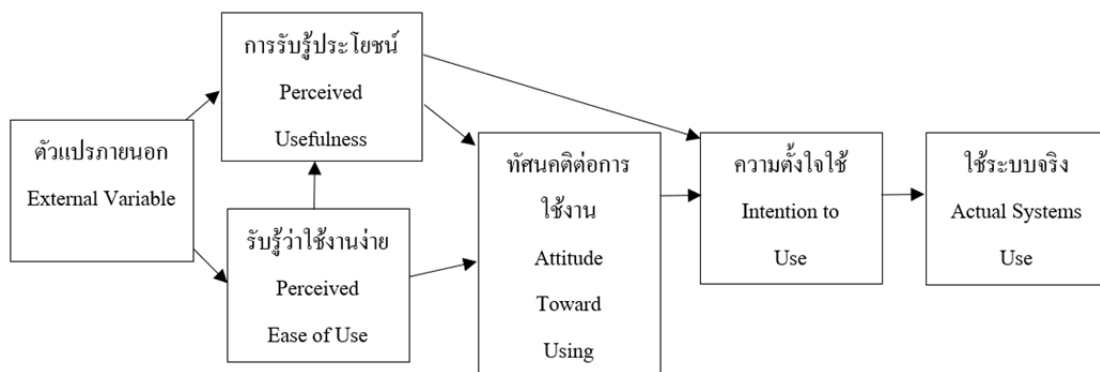 การรับรู้ประโยชน์
Perceived
Usefulness
ตัวแปรภายนอก
External Variable
รับรู้ว่าใช้งานง่าย
Perceived
Ease of Use
ทัศนคติต่อการ
ใช้งาน
Attitude
Toward
Using
ความตั้งใจใช้
Intention to
Use
ใช้ระบบจริง
Actual Systems
Use